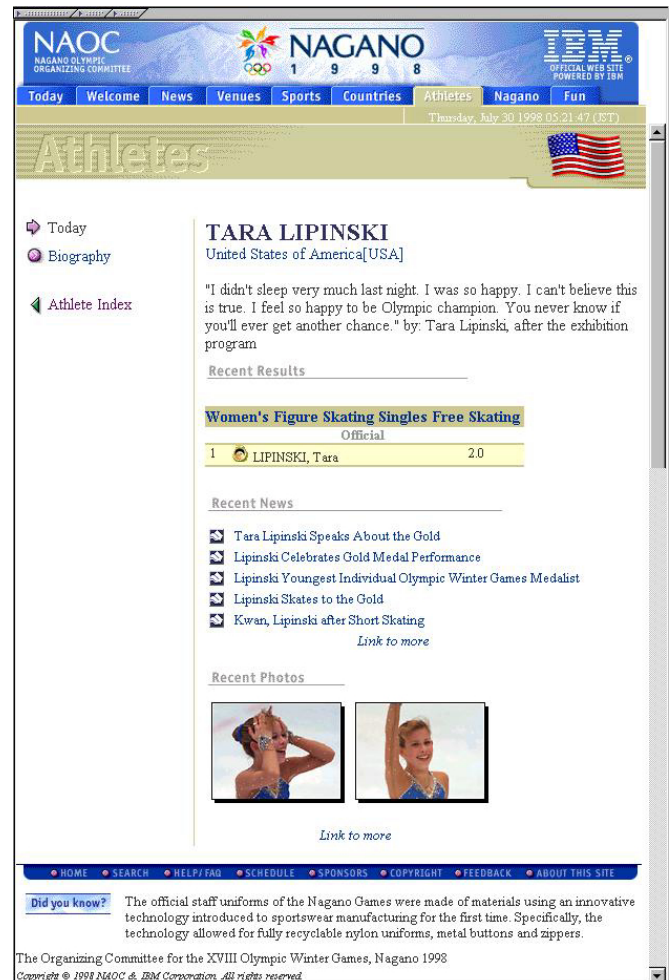 NAOC
NAGANO OLYMPIC
ORGANIZING COMMITTEE
NAGANO
1 9 9 8
IBM®
OFFICIAL WEB SITE
POWERED BY IBM
Today Welcome News Venues Sports Countries Athletes Nagano Fun
Thursday, July 30 1998 05:21:47 (JST)
Athletes
Today
Biography
Athlete Index
TARA LIPINSKI
United States of America[USA]
"I didn't sleep very much last night. I was so happy. I can't believe this
is true. I feel so happy to be Olympic champion. You never know if
you'll ever get another chance." by: Tara Lipinski, after the exhibition
program
Recent Results
Women's Figure Skating Singles Free Skating
Official
1 LIPINSKI, Tara 2.0
Recent News
Tara Lipinski Speaks About the Gold
Lipinski Celebrates Gold Medal Performance
Lipinski Youngest Individual Olympic Winter Games Medalist
Lipinski Skates to the Gold
Kwan, Lipinski after Short Skating
Link to more
Recent Photos
Link to more
HOME SEARCH HELP/FAQ SCHEDULE SPONSORS COPYRIGHT FEEDBACK ABOUT THIS SITE
Did you know?
The official staff uniforms of the Nagano Games were made of materials using an innovative
technology introduced to sportswear manufacturing for the first time. Specifically, the
technology allowed for fully recyclable nylon uniforms, metal buttons and zippers.
The Organizing Committee for the XVIII Olympic Winter Games, Nagano 1998
Copyright © 1998 NAOC & IBM Corporation. All rights reserved.